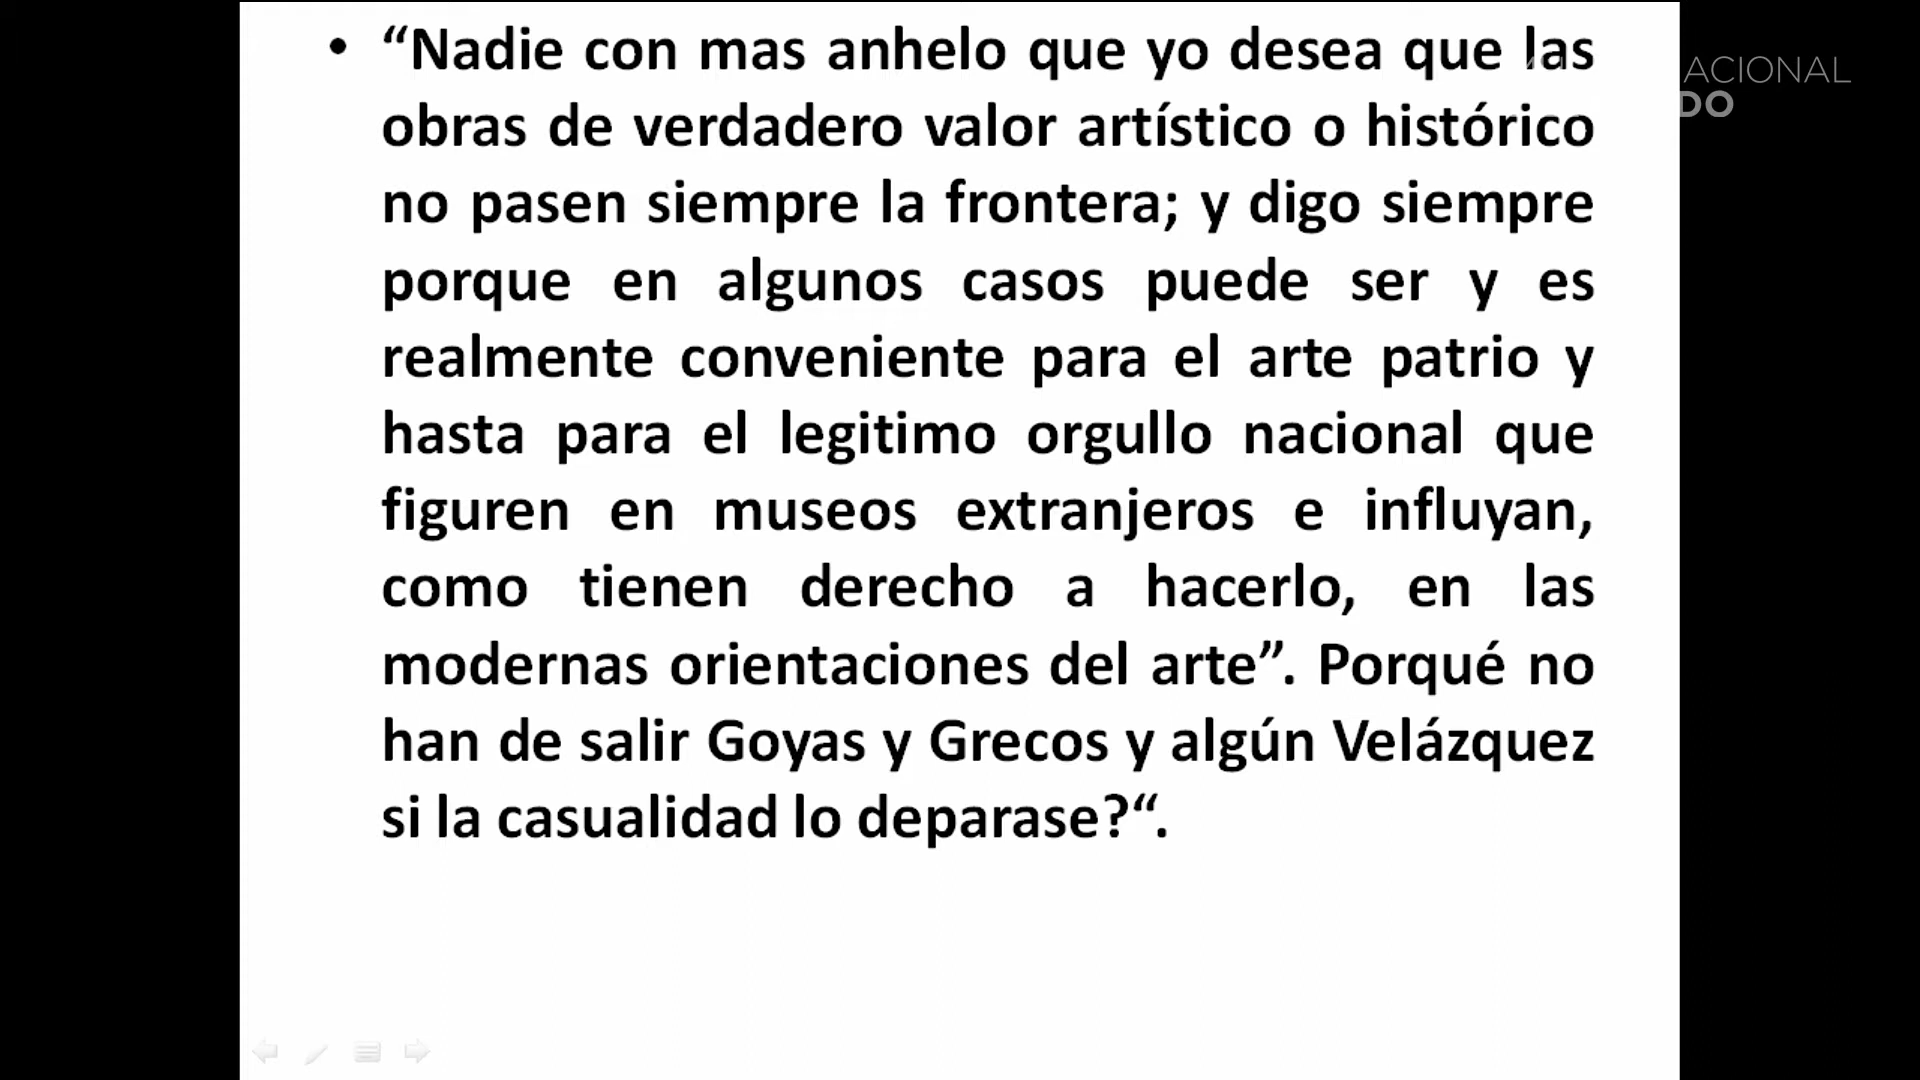 • “Nadie con mas anhelo que yo desea que las
obras de verdadero valor artístico o histórico
no pasen siempre la frontera; y digo siempre
porque en algunos casos puede ser y es
realmente conveniente para el arte patrio y
hasta para el legitimo orgullo nacional que
figuren en museos extranjeros e influyan,
como tienen derecho a hacerlo, en las
modernas orientaciones del arte”. Porqué no
han de salir Goyas y Grecos y algún Velázquez
si la casualidad lo deparase?“.
ACIONAL
DO